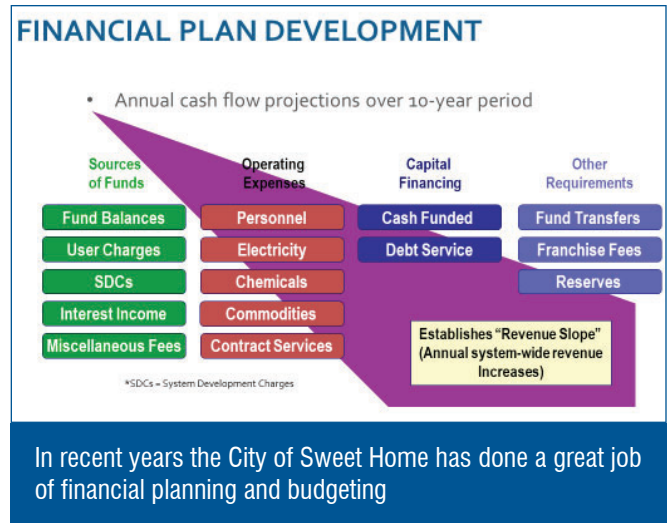 FINANCIAL PLAN DEVELOPMENT
• Annual cash flow projections over 10-year period
Sources
of Funds
Fund Balances
User Charges
SDCs
Interest Income
Miscellaneous Fees
Operating
Expenses
Personnel
Electricity
Chemicals
Commodities
Contract Services
Capital
Financing
Cash Funded
Debt Service
Other
Requirements
Fund Transfers
Franchise Fees
Reserves
Establishes “Revenue Slope”
(Annual system-wide revenue
Increases)
*SDCs = System Development Charges
In recent years the City of Sweet Home has done a great job
of financial planning and budgeting